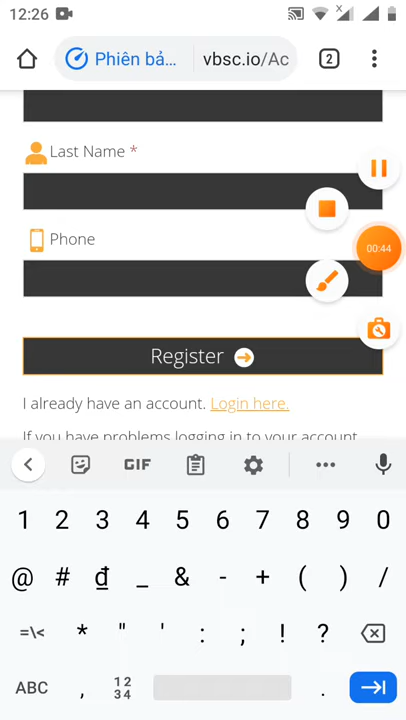 12:26
Phiên bả... vbsc.io/Ac 2
Last Name *
Phone
00:44
Register
I already have an account. Login here.
If you have problems logging in to your account
GIF
1 2 3 4 5 6 7 8 9 0
@ # ₫ _ & - + ( ) /
=\< * " ' : ; ! ?
ABC , 12 34 .